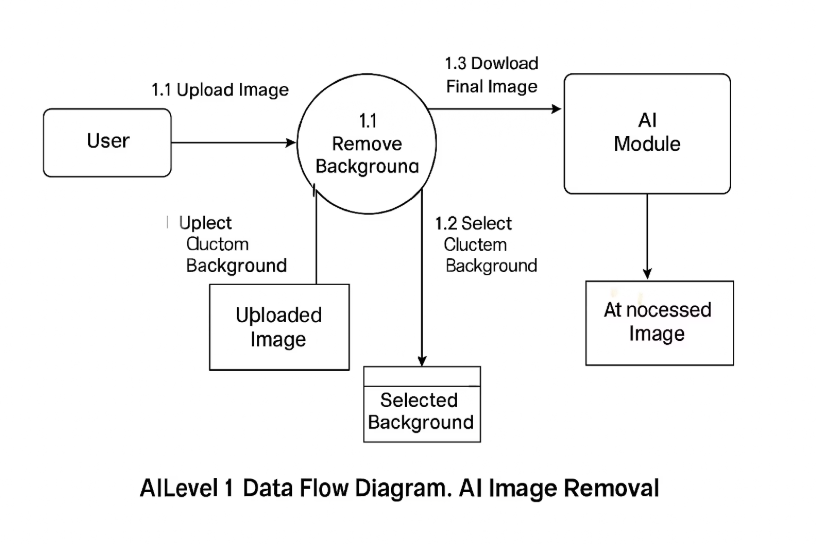 1.3 Dowload
Final Image
1.1 Upload Image
User
1.1
Remove
Background
AI
Module
Uplect
Cluctom
Background
1.2 Select
Cluctem
Background
Uploaded
Image
At nocessed
Image
Selected
Background
AILevel 1 Data Flow Diagram. AI Image Removal